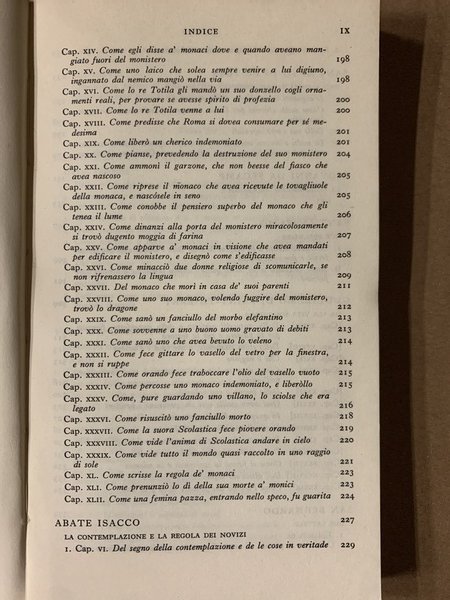 INDICE IX
Cap. XIV. Come egli disse a' monaci dove e quando aveano man-
giato fuori del monistero 198
Cap. XV. Come uno laico che solea sempre venire a lui digiuno,
ingannato dal nemico mangiò nella via 198
Cap. XVI. Come lo re Totila gli mandò un suo donzello cogli orna-
menti reali, per provare se avesse spirito di profezia 200
Cap. XVII. Come lo re Totila venne a lui 200
Cap. XVIII. Come predisse che Roma si dovea consumare per sé me-
desima 201
Cap. XIX. Come liberò un cherico indemoniato 201
Cap. XX. Come pianse, prevedendo la destruzione del suo monistero 204
Cap. XXI. Come ammonì il garzone, che non beesse del fiasco che
avea nascoso 205
Cap. XXII. Come riprese il monaco che avea ricevute le tovagliuole
della monaca, e nascósele in seno 205
Cap. XXIII. Come conobbe il pensiero superbo del monaco che gli
tenea il lume 206
Cap. XXIV. Come dinanzi alla porta del monistero miracolosamente
si trovò dugento moggia di farina 207
Cap. XXV. Come apparve a' monaci in visione che avea mandati
per edificare il monistero, e disegnò come s'edificasse 208
Cap. XXVI. Come minacciò due donne religiose di scomunicarle, se
non rifrenassero la lingua 209
Cap. XXVII. Del monaco che morì in casa de' suoi parenti 211
Cap. XXVIII. Come uno suo monaco, volendo fuggire del monistero,
trovò lo dragone 212
Cap. XXIX. Come sanò un fanciullo del morbo elefantino 213
Cap. XXX. Come sovvenne a uno buono uomo gravato di debiti 213
Cap. XXXI. Come sanò uno che avea bevuto lo veleno 214
Cap. XXXII. Come fece gittare lo vasello del vetro per la finestra,
e non si ruppe 214
Cap. XXXIII. Come orando fece traboccare l'olio del vasello vuoto 215
Cap. XXXIV. Come percosse uno monaco indemoniato, e liberòllo 215
Cap. XXXV. Come, pure guardando uno villano, lo sciolse che era
legato 216
Cap. XXXVI. Come risuscitò uno fanciullo morto 218
Cap. XXXVII. Come la suora Scolastica fece piovere orando 219
Cap. XXXVIII. Come vide l'anima di Scolastica andare in cielo 220
Cap. XXXIX. Come vide tutto il mondo quasi raccolto in uno raggio
di sole 221
Cap. XL. Come scrisse la regola de' monaci 223
Cap. XLI. Come prenunziò lo dì della sua morte a' monici 223
Cap. XLII. Come una femina pazza, entrando nello speco, fu guarita 224
ABATE ISACCO 227
LA CONTEMPLAZIONE E LA REGOLA DEI NOVIZI
1. Cap. VI. Del segno della contemplazione e de le cose in veritade 229